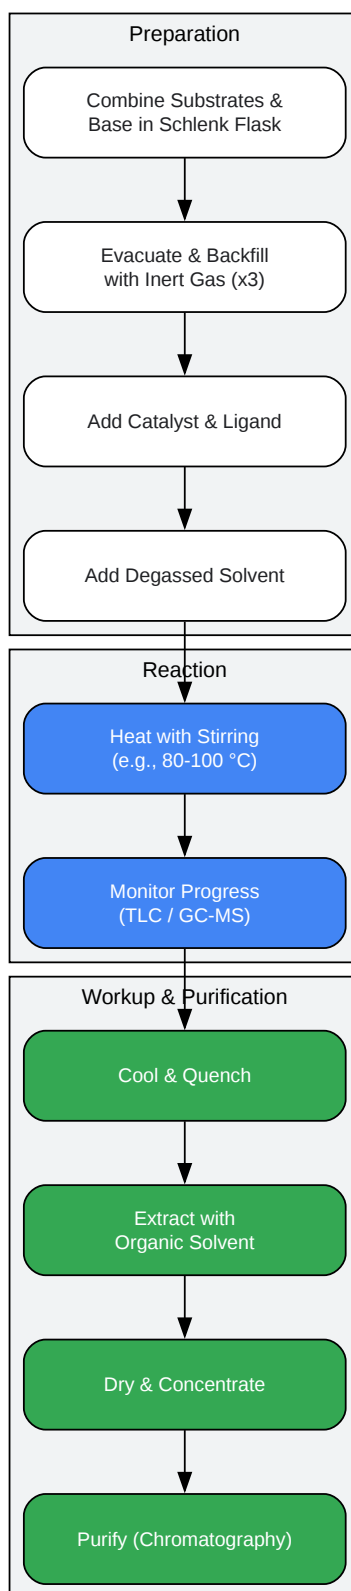 Preparation
Combine Substrates &
Base in Schlenk Flask
Evacuate & Backfill
with Inert Gas (x3)
Add Catalyst & Ligand
Add Degassed Solvent
Reaction
Heat with Stirring
(e.g., 80-100 °C)
Monitor Progress
(TLC / GC-MS)
Workup & Purification
Cool & Quench
Extract with
Organic Solvent
Dry & Concentrate
Purify (Chromatography)